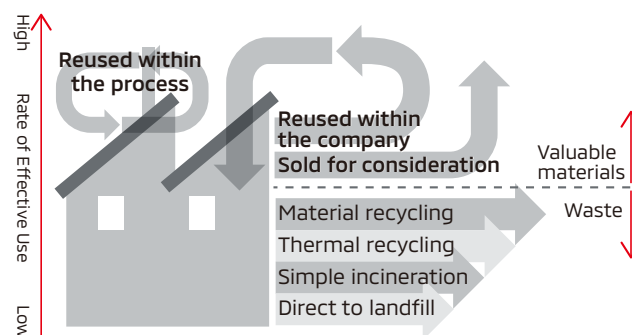 High
Rate of Effective Use
Low
Reused within
the process
Reused within
the company
Sold for consideration
Valuable
materials
Waste
Material recycling
Thermal recycling
Simple incineration
Direct to landfill